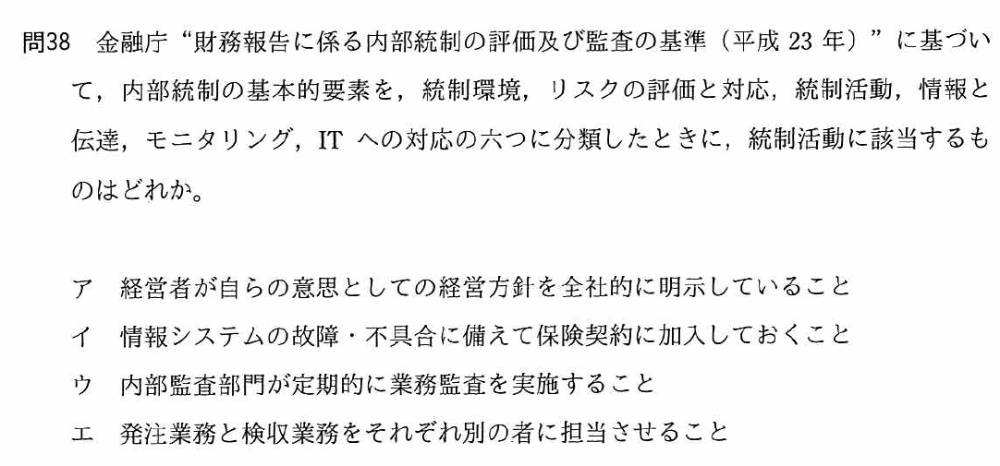 問38 金融庁“財務報告に係る内部統制の評価及び監査の基準（平成 23 年）”に基づい
て，内部統制の基本的要素を，統制環境，リスクの評価と対応，統制活動，情報と
伝達，モニタリング，IT への対応の六つに分類したときに，統制活動に該当するも
のはどれか。
ア 経営者が自らの意思としての経営方針を全社的に明示していること
イ 情報システムの故障・不具合に備えて保険契約に加入しておくこと
ウ 内部監査部門が定期的に業務監査を実施すること
エ 発注業務と検収業務をそれぞれ別の者に担当させること